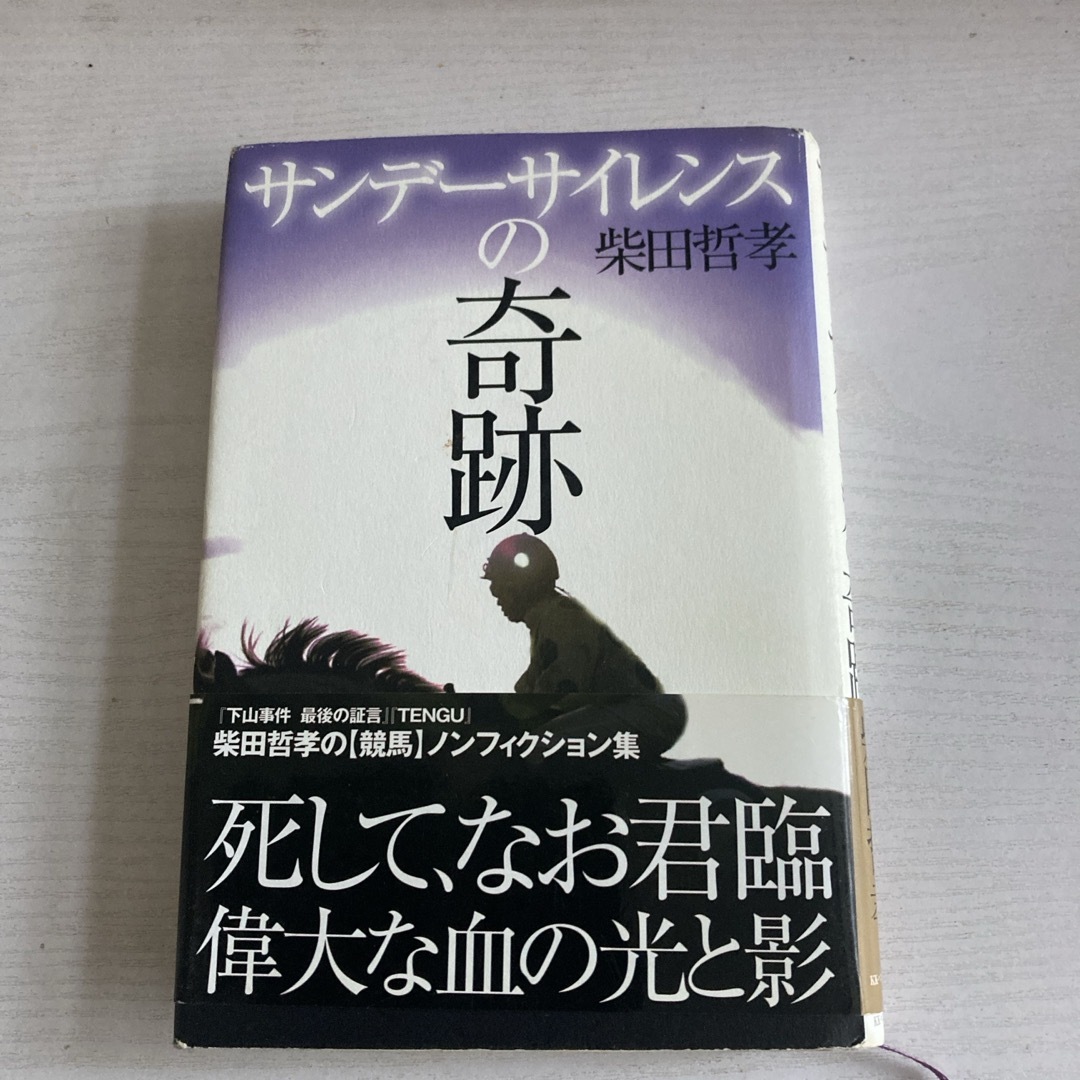 サンデーサイレンス
の
奇跡
柴田哲孝
『下山事件 最後の証言』『TENGU』
柴田哲孝の【競馬】ノンフィクション集
死して、なお君臨
偉大な血の光と影